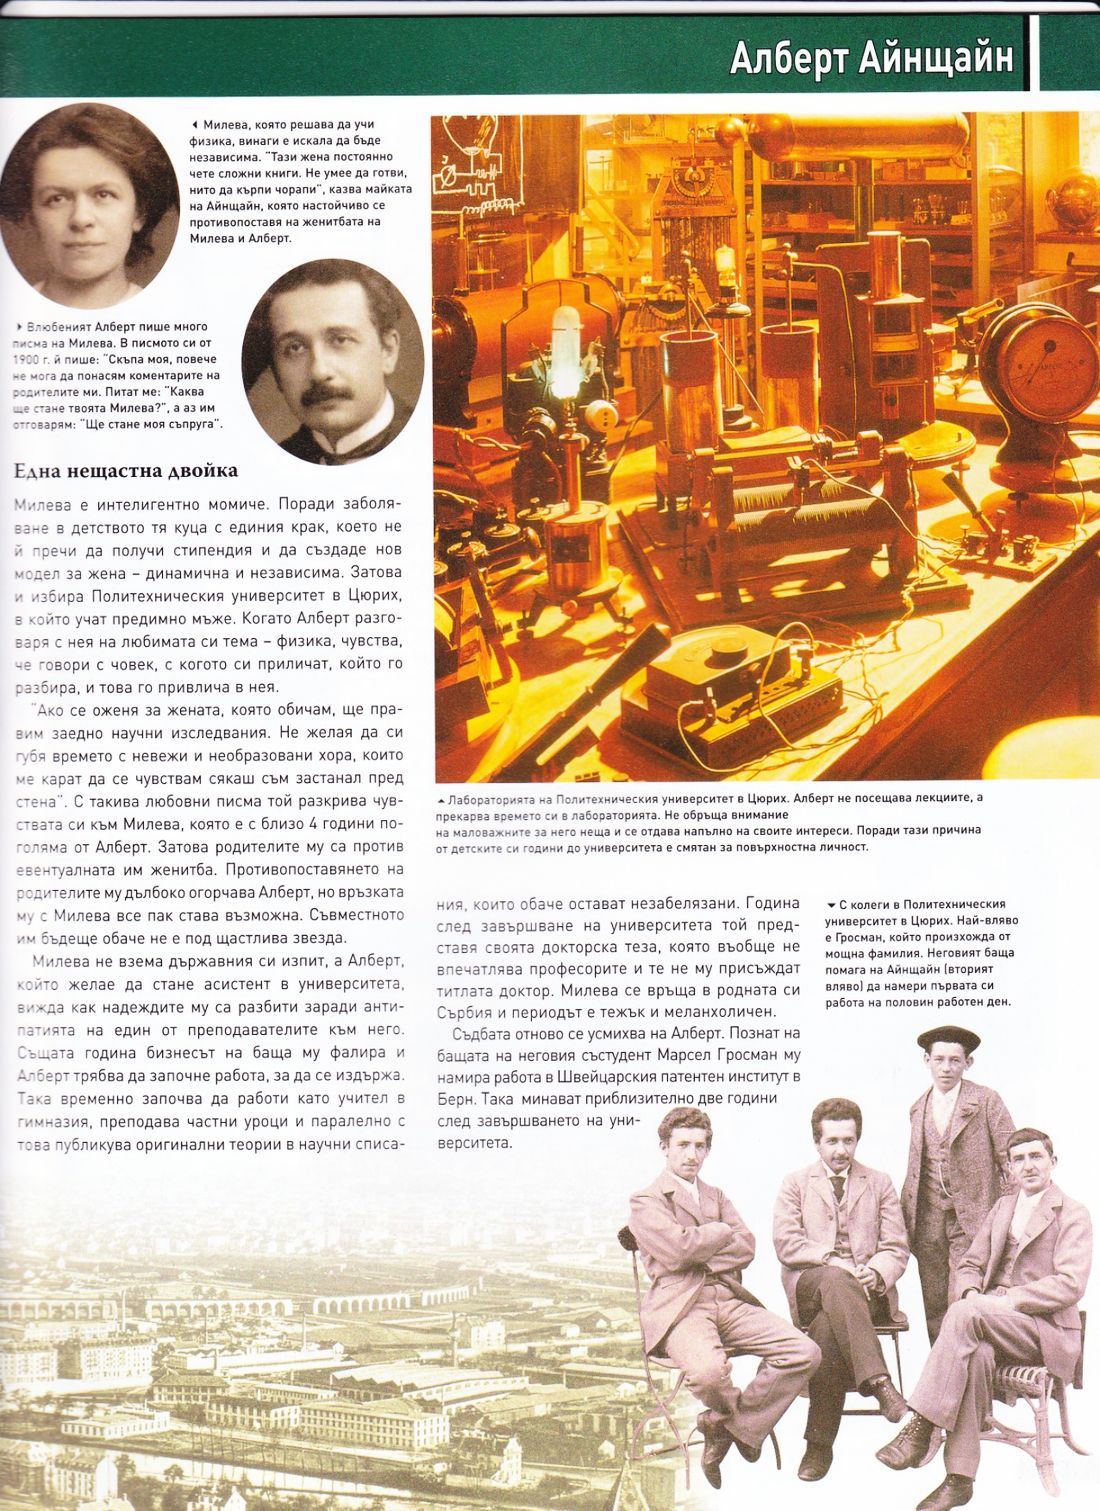 Алберт Айнщайн
Милева, която решава да учи
физика, винаги е искала да бъде
независима. "Тази жена постоянно
чете сложни книги. Не умее да готви,
нито да кърпи чорапи", казва майката
на Айнщайн, която настойчиво се
противопоставя на женитбата на
Милева и Алберт.
Влюбеният Алберт пише много
писма на Милева. В писмото си от
1900 г. й пише: "Скъпа моя, повече
не мога да понасям коментарите на
родителите ми. Питат ме: "Каква
ще стане твоята Милева?", а аз им
отговарям: "Ще стане моя съпруга".
Една нещастна двойка
Милева е интелигентно момиче. Поради заболя-
ване в детството тя куца с единия крак, което не
й пречи да получи стипендия и да създаде нов
модел за жена – динамична и независима. Затова
и избира Политехническия университет в Цюрих,
в който учат предимно мъже. Когато Алберт разго-
варя с нея на любимата си тема – физика, чувства,
че говори с човек, с когото си приличат, който го
разбира, и това го привлича в нея.
"Ако се оженя за жената, която обичам, ще пра-
вим заедно научни изследвания. Не желая да си
губя времето с невежи и необразовани хора, които
ме карат да се чувствам сякаш съм застанал пред
стена". С такива любовни писма той разкрива чув-
ствата си към Милева, която е с близо 4 години по-
голяма от Алберт. Затова родителите му са против
евентуалната им женитба. Противопоставянето на
родителите му дълбоко огорчава Алберт, но връзката
му с Милева все пак става възможна. Съвместното
им бъдеще обаче не е под щастлива звезда.
Милева не взема държавния си изпит, а Алберт,
който желае да стане асистент в университета,
вижда как надеждите му са разбити заради анти-
патията на един от преподавателите към него.
Същата година бизнесът на баща му фалира и
Алберт трябва да започне работа, за да се издържа.
Така временно започва да работи като учител в
гимназия, преподава частни уроци и паралелно с
това публикува оригинални теории в научни списа-
Лабораторията на Политехническия университет в Цюрих. Алберт не посещава лекциите, а
прекарва времето си в лабораторията. Не обръща внимание
на маловажните за него неща и се отдава напълно на своите интереси. Поради тази причина
от детските си години до университета е смятан за повърхностна личност.
ния, които обаче остават незабелязани. Година
след завършване на университета той пред-
ставя своята докторска теза, която въобще не
впечатлява професорите и те не му присъждат
титлата доктор. Милева се връща в родната си
Сърбия и периодът е тежък и меланхоличен.
Съдбата отново се усмихва на Алберт. Познат на
бащата на неговия състудент Марсел Гросман му
намира работа в Швейцарския патентен институт в
Берн. Така минават приблизително две години
след завършването на уни-
верситета.
С колеги в Политехническия
университет в Цюрих. Най-вляво
е Гросман, който произхожда от
мощна фамилия. Неговият баща
помага на Айнщайн (вторият
вляво) да намери първата си
работа на половин работен ден.